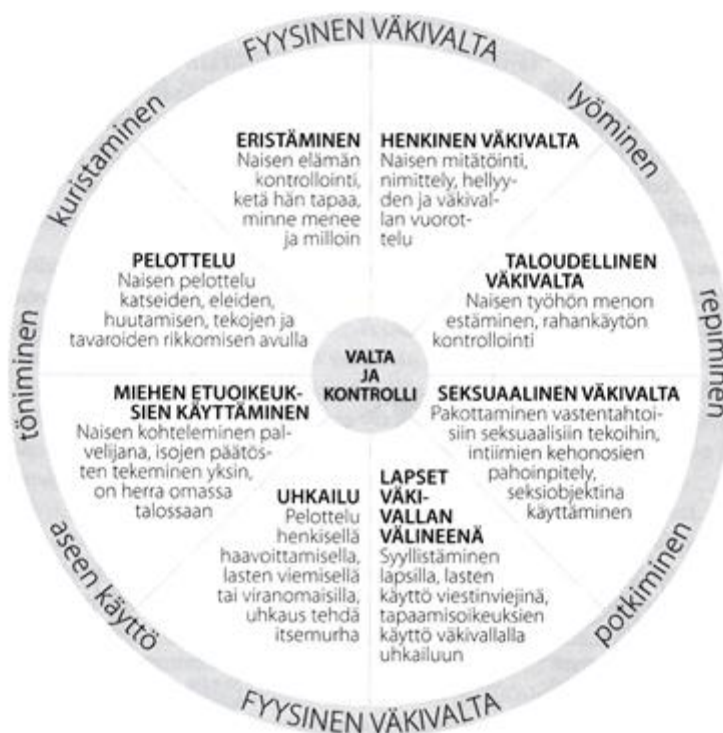 FYYSINEN VÄKIVALTA
kuristaminen
lyöminen
ERISTÄMINEN
Naisen elämän
kontrollointi,
ketä hän tapaa,
minne menee
ja milloin
HENKINEN VÄKIVALTA
Naisen mitätöinti,
nimittely, hellyy-
den ja väkival-
lan vuorot-
telu
PELOTTELU
Naisen pelottelu
katseiden, eleiden,
huutamisen, tekojen ja
tavaroiden rikkomisen avulla
TALOUDELLINEN
VÄKIVALTA
Naisen työhön menon
estäminen, rahankäytön
kontrollointi
töniminen
repiminen
VALTA
JA
KONTROLLI
MIEHEN ETUOIKEUK-
SIEN KÄYTTÄMINEN
Naisen kohteleminen pal-
velijana, isojen päätös-
ten tekeminen yksin,
on herra omassa
talossaan
SEKSUAALINEN VÄKIVALTA
Pakottaminen vastentahtoi-
siin seksuaalisiin tekoihin,
intiimien kehonosien
pahoinpitely,
seksiobjektina
käyttäminen
UHKAILU
Pelottelu
henkisellä
haavoittamisella,
lasten viemisellä
tai viranomaisilla,
uhkaus tehdä
itsemurha
LAPSET
VÄKI-
VALLAN
VÄLINEENÄ
Syyllistäminen
lapsilla, lasten
käyttö viestinviejinä,
tapaamisoikeuksien
käyttö väkivallalla
uhkailuun
aseen käyttö
potkiminen
FYYSINEN VÄKIVALTA